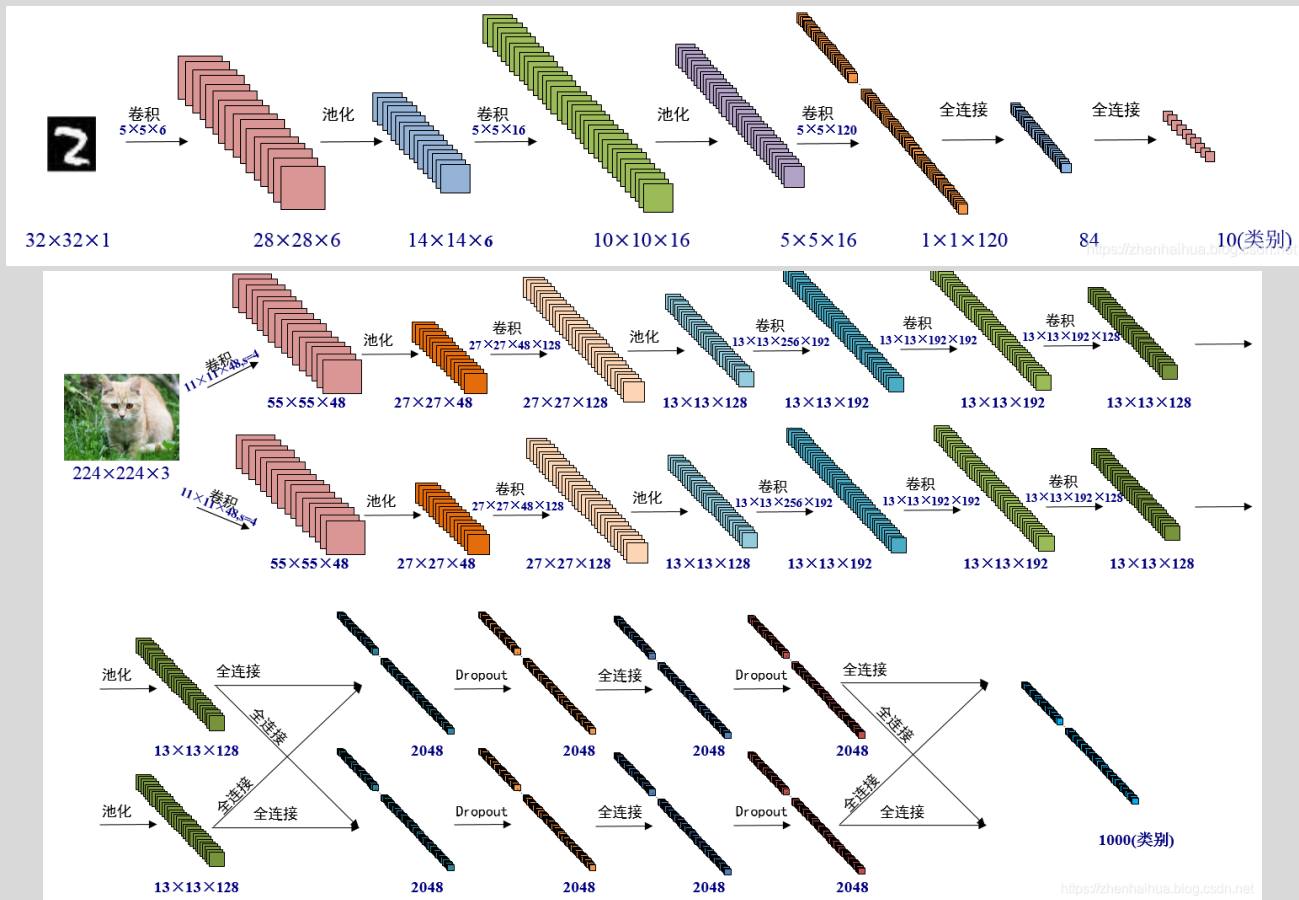 卷积
5×5×6
池化
卷积
5×5×16
池化
卷积
5×5×120
全连接
全连接
32×32×1
28×28×6
14×14×6
10×10×16
5×5×16
1×1×120
84
10(类别)
https://zhenhaihua.blog.csdn.net
卷积
11×11×48,s=4
池化
卷积
27×27×48×128
池化
卷积
13×13×256×192
卷积
13×13×192×192
卷积
13×13×192×128
55×55×48
27×27×48
27×27×128
13×13×128
13×13×192
13×13×192
13×13×128
224×224×3
卷积
11×11×48,s=4
池化
卷积
27×27×48×128
池化
卷积
13×13×256×192
卷积
13×13×192×192
卷积
13×13×192×128
55×55×48
27×27×48
27×27×128
13×13×128
13×13×192
13×13×192
13×13×128
池化
全连接
Dropout
全连接
Dropout
全连接
全连接
全连接
13×13×128
2048
2048
2048
2048
池化
全连接
全连接
Dropout
全连接
Dropout
全连接
全连接
13×13×128
2048
2048
2048
2048
1000(类别)
https://zhenhaihua.blog.csdn.net